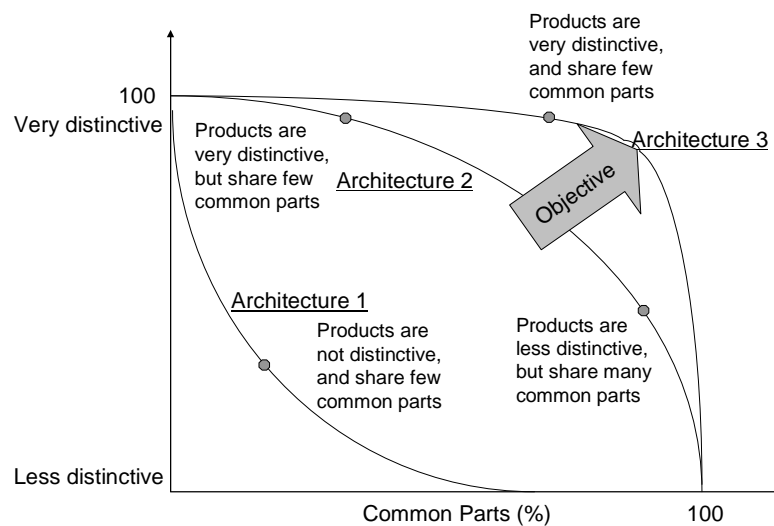 Products are
very distinctive,
and share few
common parts
100
Very distinctive
Products are
very distinctive,
but share few
common parts
Architecture 3
Architecture 2
Objective
Architecture 1
Products are
not distinctive,
and share few
common parts
Products are
less distinctive,
but share many
common parts
Less distinctive
Common Parts (%)
100